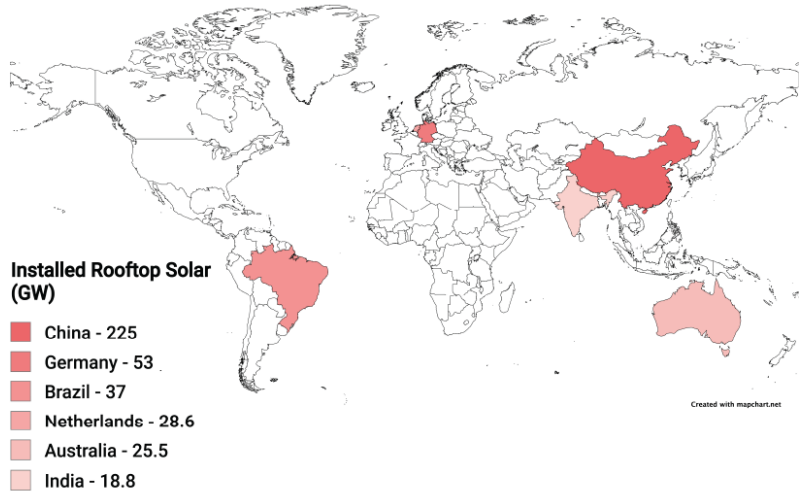 Installed Rooftop Solar
(GW)
China - 225
Germany - 53
Brazil - 37
Netherlands - 28.6
Australia - 25.5
India - 18.8
Created with mapchart.net